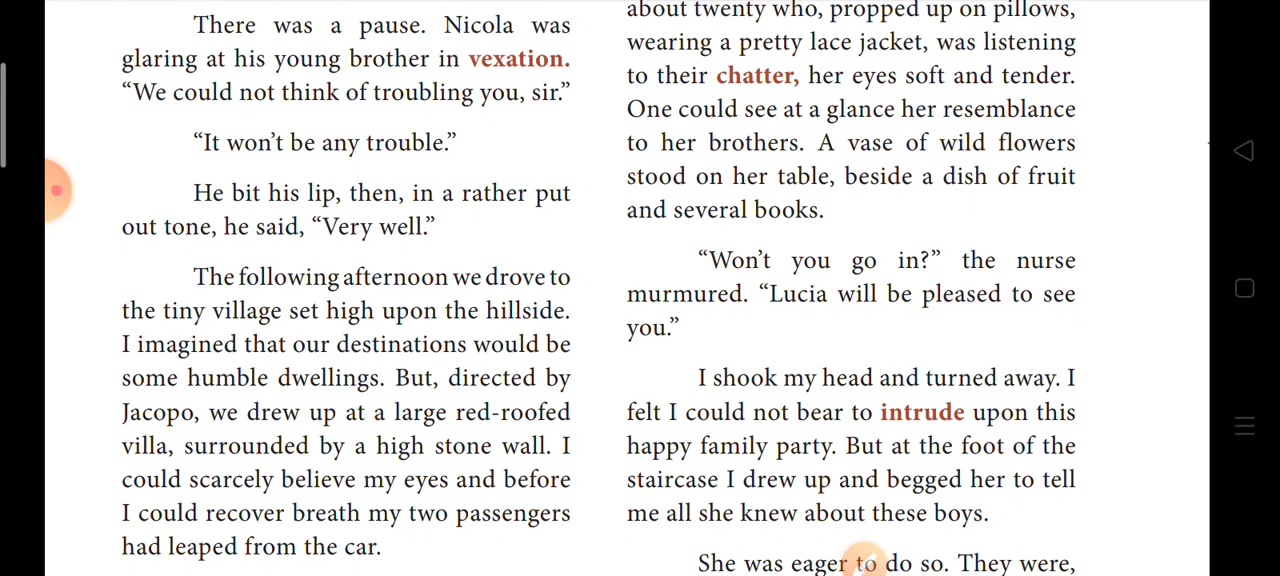 There was a pause. Nicola was
glaring at his young brother in vexation.
“We could not think of troubling you, sir.”
“It won’t be any trouble.”
He bit his lip, then, in a rather put
out tone, he said, “Very well.”
The following afternoon we drove to
the tiny village set high upon the hillside.
I imagined that our destinations would be
some humble dwellings. But, directed by
Jacopo, we drew up at a large red-roofed
villa, surrounded by a high stone wall. I
could scarcely believe my eyes and before
I could recover breath my two passengers
had leaped from the car.
about twenty who, propped up on pillows,
wearing a pretty lace jacket, was listening
to their chatter, her eyes soft and tender.
One could see at a glance her resemblance
to her brothers. A vase of wild flowers
stood on her table, beside a dish of fruit
and several books.
“Won’t you go in?” the nurse
murmured. “Lucia will be pleased to see
you.”
I shook my head and turned away. I
felt I could not bear to intrude upon this
happy family party. But at the foot of the
staircase I drew up and begged her to tell
me all she knew about these boys.
She was eager to do so. They were,